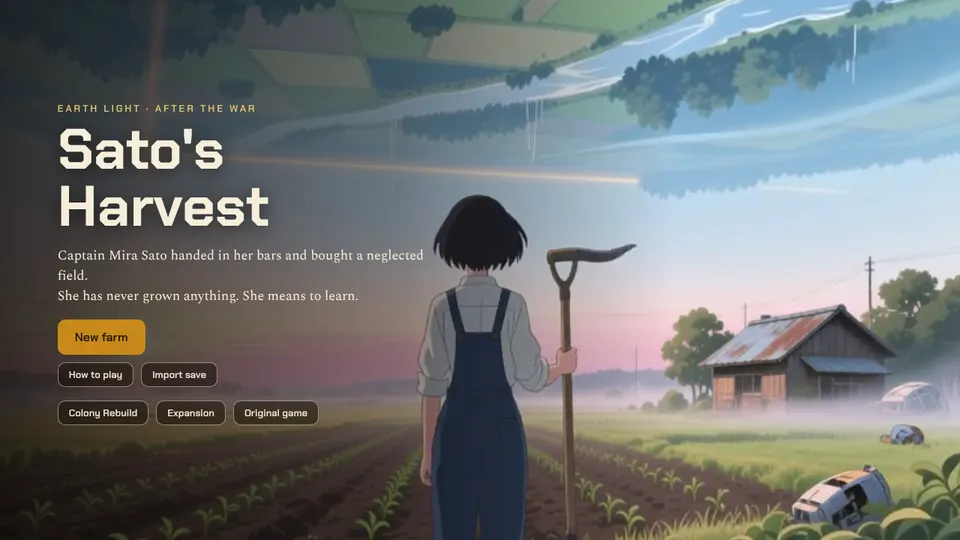 EARTH LIGHT · AFTER THE WAR
Sato's
Harvest
Captain Mira Sato handed in her bars and bought a neglected
field.
She has never grown anything. She means to learn.
New farm
How to play
Import save
Colony Rebuild
Expansion
Original game